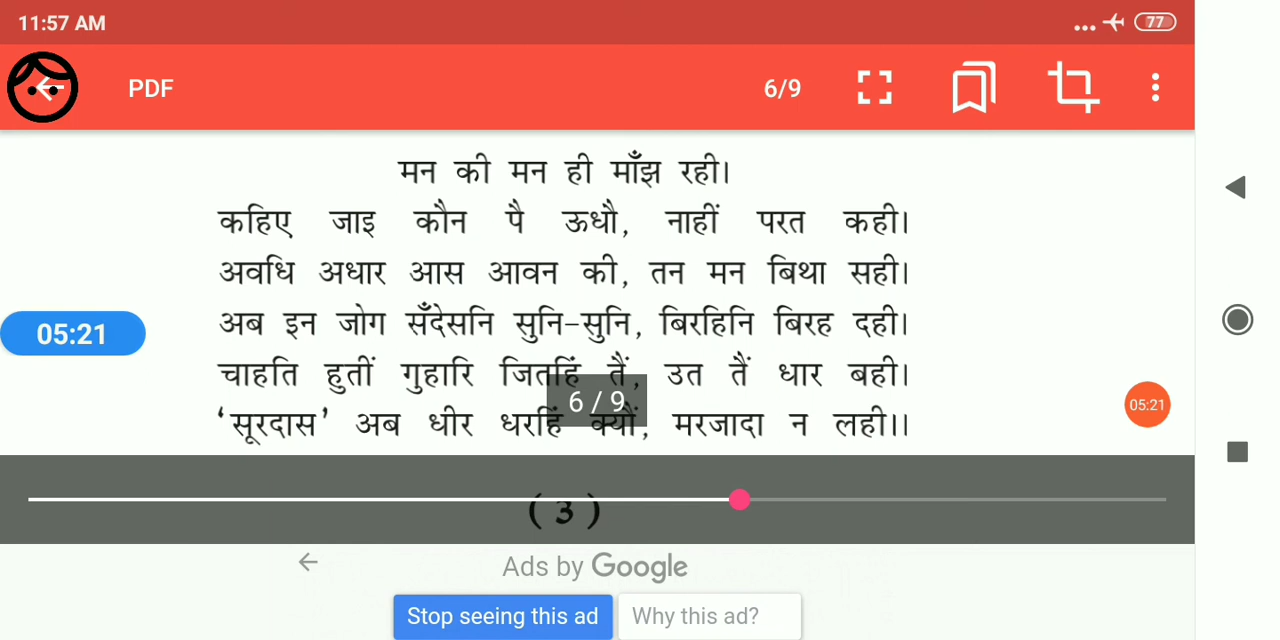 11:57 AM
77
PDF
6/9
मन की मन ही माँझ रही।
कहिए जाइ कौन पै ऊधौ, नाहीं परत कही।
अवधि अधार आस आवन की, तन मन बिथा सही।
अब इन जोग सँदेसनि सुनि-सुनि, बिरहिनि बिरह दही।
05:21
चाहति हुतीं गुहारि जितहिं तैं, उत तैं धार बही।
6 / 9
05:21
‘सूरदास’ अब धीर धरहिं क्यौं, मरजादा न लही।।
(3)
Ads by Google
Stop seeing this ad
Why this ad?